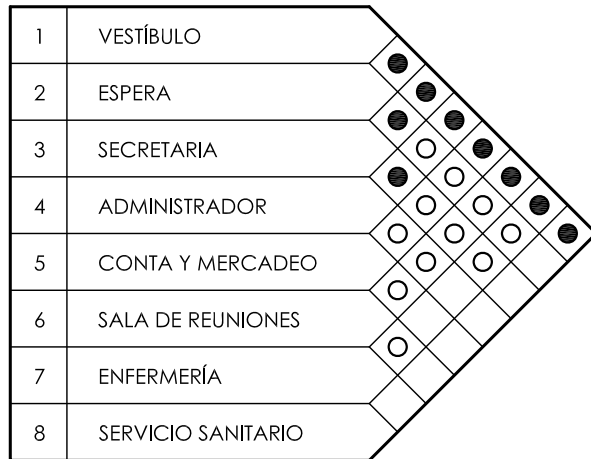 1 VESTÍBULO
2 ESPERA
3 SECRETARIA
4 ADMINISTRADOR
5 CONTA Y MERCADEO
6 SALA DE REUNIONES
7 ENFERMERÍA
8 SERVICIO SANITARIO